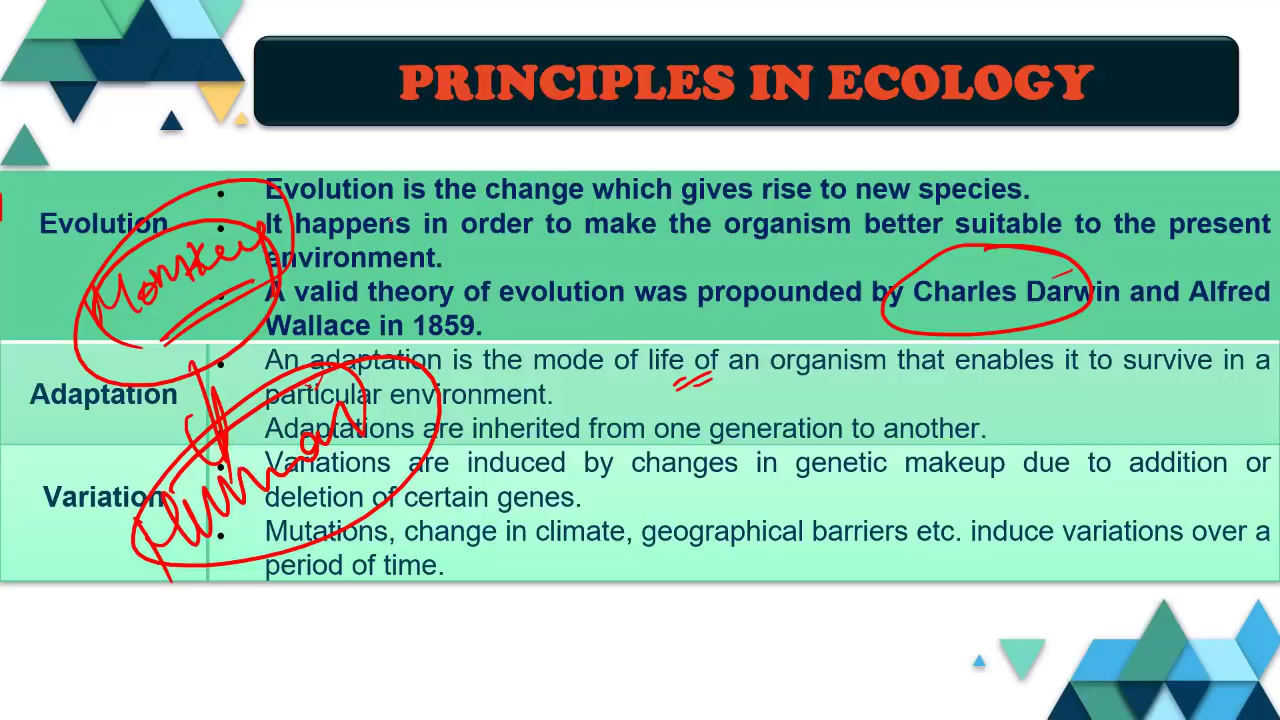 PRINCIPLES IN ECOLOGY
Evolution
• Evolution is the change which gives rise to new species.
• It happens in order to make the organism better suitable to the present
environment.
• A valid theory of evolution was propounded by Charles Darwin and Alfred
Wallace in 1859.
Monkey
Adaptation
• An adaptation is the mode of life of an organism that enables it to survive in a
particular environment.
Adaptations are inherited from one generation to another.
Human
Variation
• Variations are induced by changes in genetic makeup due to addition or
deletion of certain genes.
• Mutations, change in climate, geographical barriers etc. induce variations over a
period of time.